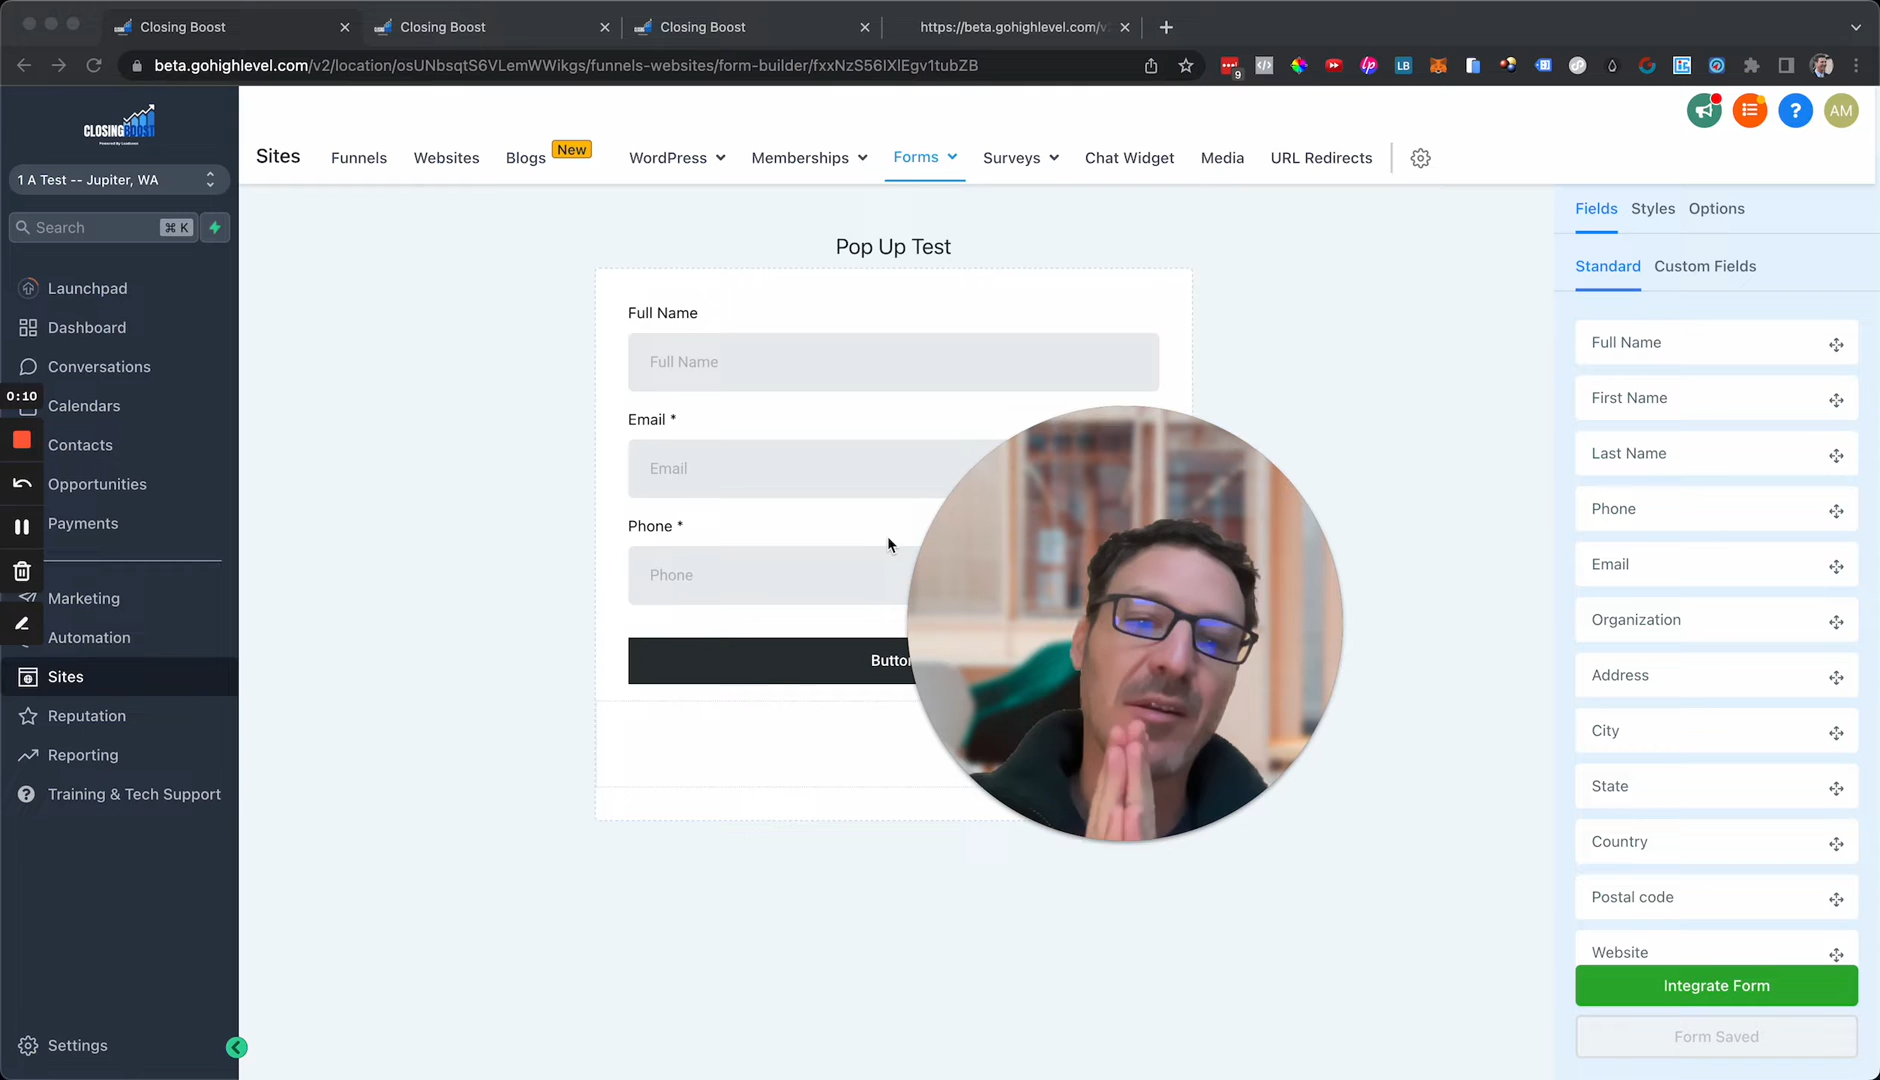 Closing Boost
Closing Boost
Closing Boost
https://beta.gohighlevel.com/v
beta.gohighlevel.com/v2/location/osUNbsqtS6VLemWWikgs/funnels-websites/form-builder/fxxNzS56IXlEgv1tubZB
9
LB
CLOSINGBOOST
1 A Test -- Jupiter, WA
Search
⌘ K
Launchpad
Dashboard
Conversations
0:10
Calendars
Contacts
Opportunities
Payments
Marketing
Automation
Sites
Reputation
Reporting
Training & Tech Support
Settings
? AM
Sites Funnels Websites Blogs New WordPress Memberships Forms Surveys Chat Widget Media URL Redirects
Pop Up Test
Full Name
Full Name
Email *
Email
Phone *
Phone
Button
Fields Styles Options
Standard Custom Fields
Full Name
First Name
Last Name
Phone
Email
Organization
Address
City
State
Country
Postal code
Website
Integrate Form
Form Saved